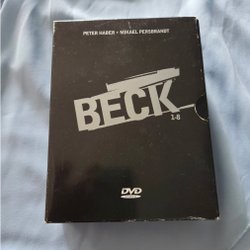 PETER HABER • MIKAEL PERSBRANDT
BECK
1-8
DVD